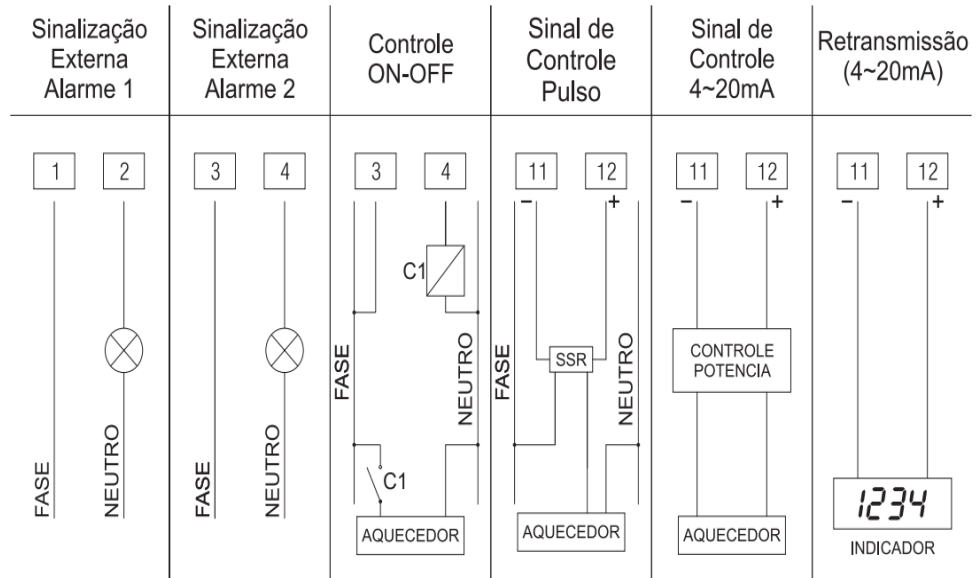 Sinalização
Externa
Alarme 1
Sinalização
Externa
Alarme 2
Controle
ON-OFF
Sinal de
Controle
Pulso
Sinal de
Controle
4~20mA
Retransmissão
(4~20mA)
1 2
FASE
NEUTRO
3 4
FASE
NEUTRO
3 4
C1
FASE
NEUTRO
C1
AQUECEDOR
11 12
- +
SSR
FASE
NEUTRO
AQUECEDOR
11 12
- +
CONTROLE
POTENCIA
AQUECEDOR
11 12
- +
1234
INDICADOR